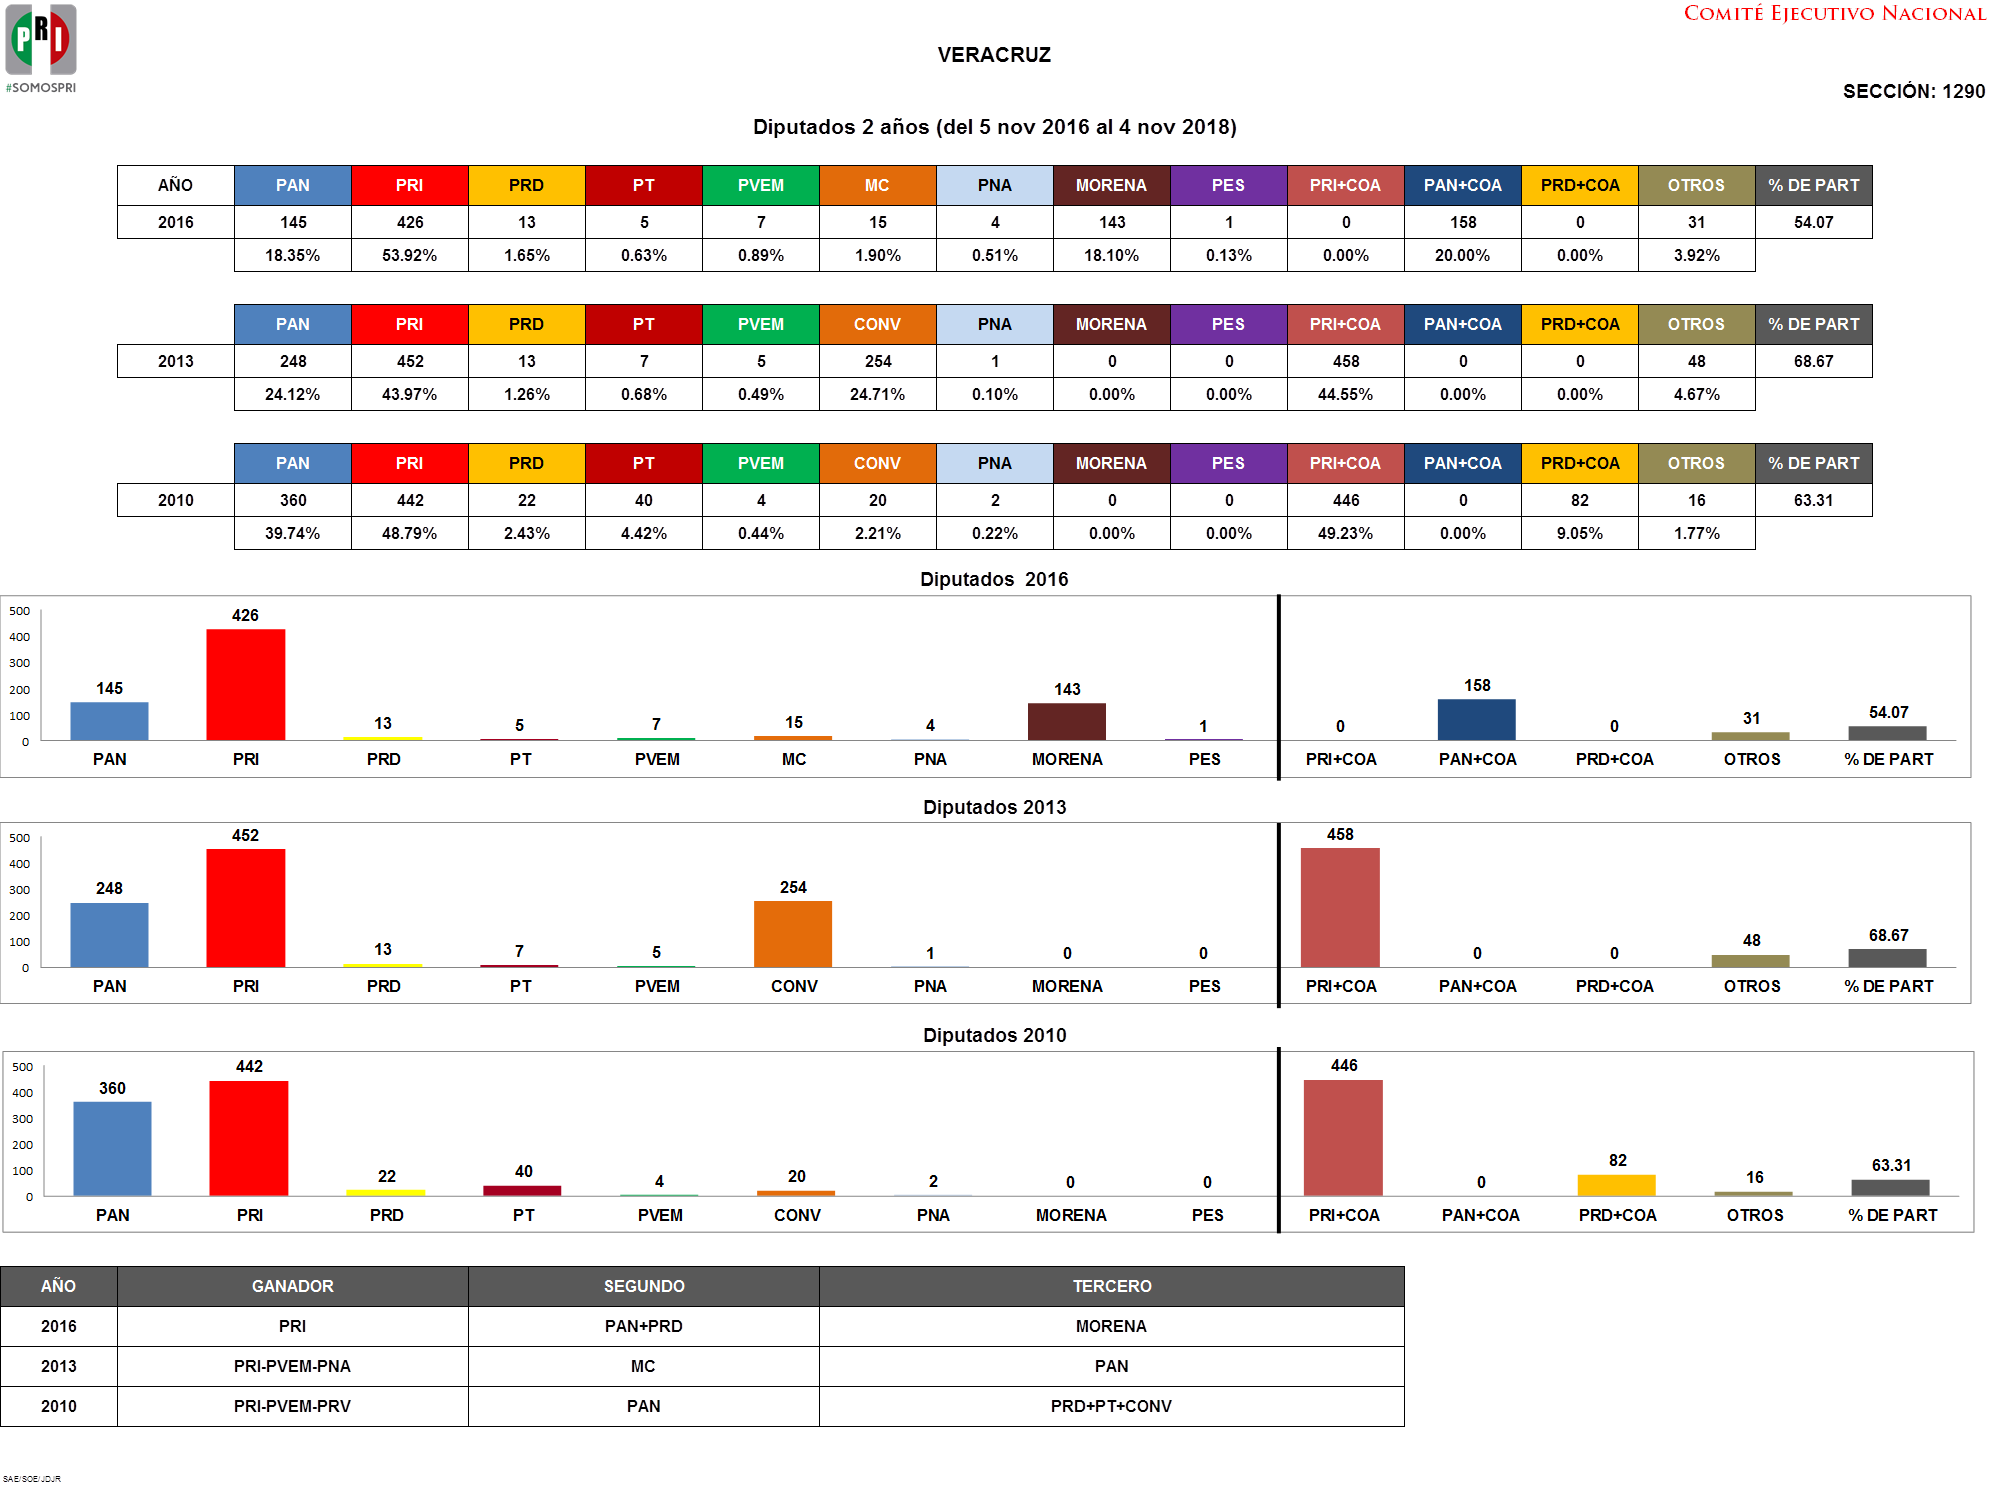 COMITÉ EJECUTIVO NACIONAL
PRI
#SOMOSPRI
VERACRUZ
SECCIÓN: 1290
Diputados 2 años (del 5 nov 2016 al 4 nov 2018)
AÑO PAN PRI PRD PT PVEM MC PNA MORENA PES PRI+COA PAN+COA PRD+COA OTROS % DE PART
2016 145 426 13 5 7 15 4 143 1 0 158 0 31 54.07
18.35% 53.92% 1.65% 0.63% 0.89% 1.90% 0.51% 18.10% 0.13% 0.00% 20.00% 0.00% 3.92%
PAN PRI PRD PT PVEM CONV PNA MORENA PES PRI+COA PAN+COA PRD+COA OTROS % DE PART
2013 248 452 13 7 5 254 1 0 0 458 0 0 48 68.67
24.12% 43.97% 1.26% 0.68% 0.49% 24.71% 0.10% 0.00% 0.00% 44.55% 0.00% 0.00% 4.67%
PAN PRI PRD PT PVEM CONV PNA MORENA PES PRI+COA PAN+COA PRD+COA OTROS % DE PART
2010 360 442 22 40 4 20 2 0 0 446 0 82 16 63.31
39.74% 48.79% 2.43% 4.42% 0.44% 2.21% 0.22% 0.00% 0.00% 49.23% 0.00% 9.05% 1.77%
Diputados 2016
500
400
300
200
100
0
145 426 13 5 7 15 4 143 1 0 158 0 31 54.07
PAN PRI PRD PT PVEM MC PNA MORENA PES PRI+COA PAN+COA PRD+COA OTROS % DE PART
Diputados 2013
500
400
300
200
100
0
248 452 13 7 5 254 1 0 0 458 0 0 48 68.67
PAN PRI PRD PT PVEM CONV PNA MORENA PES PRI+COA PAN+COA PRD+COA OTROS % DE PART
Diputados 2010
500
400
300
200
100
0
360 442 22 40 4 20 2 0 0 446 0 82 16 63.31
PAN PRI PRD PT PVEM CONV PNA MORENA PES PRI+COA PAN+COA PRD+COA OTROS % DE PART
AÑO GANADOR SEGUNDO TERCERO
2016 PRI PAN+PRD MORENA
2013 PRI-PVEM-PNA MC PAN
2010 PRI-PVEM-PRV PAN PRD+PT+CONV
SAE/SOE/JDJR